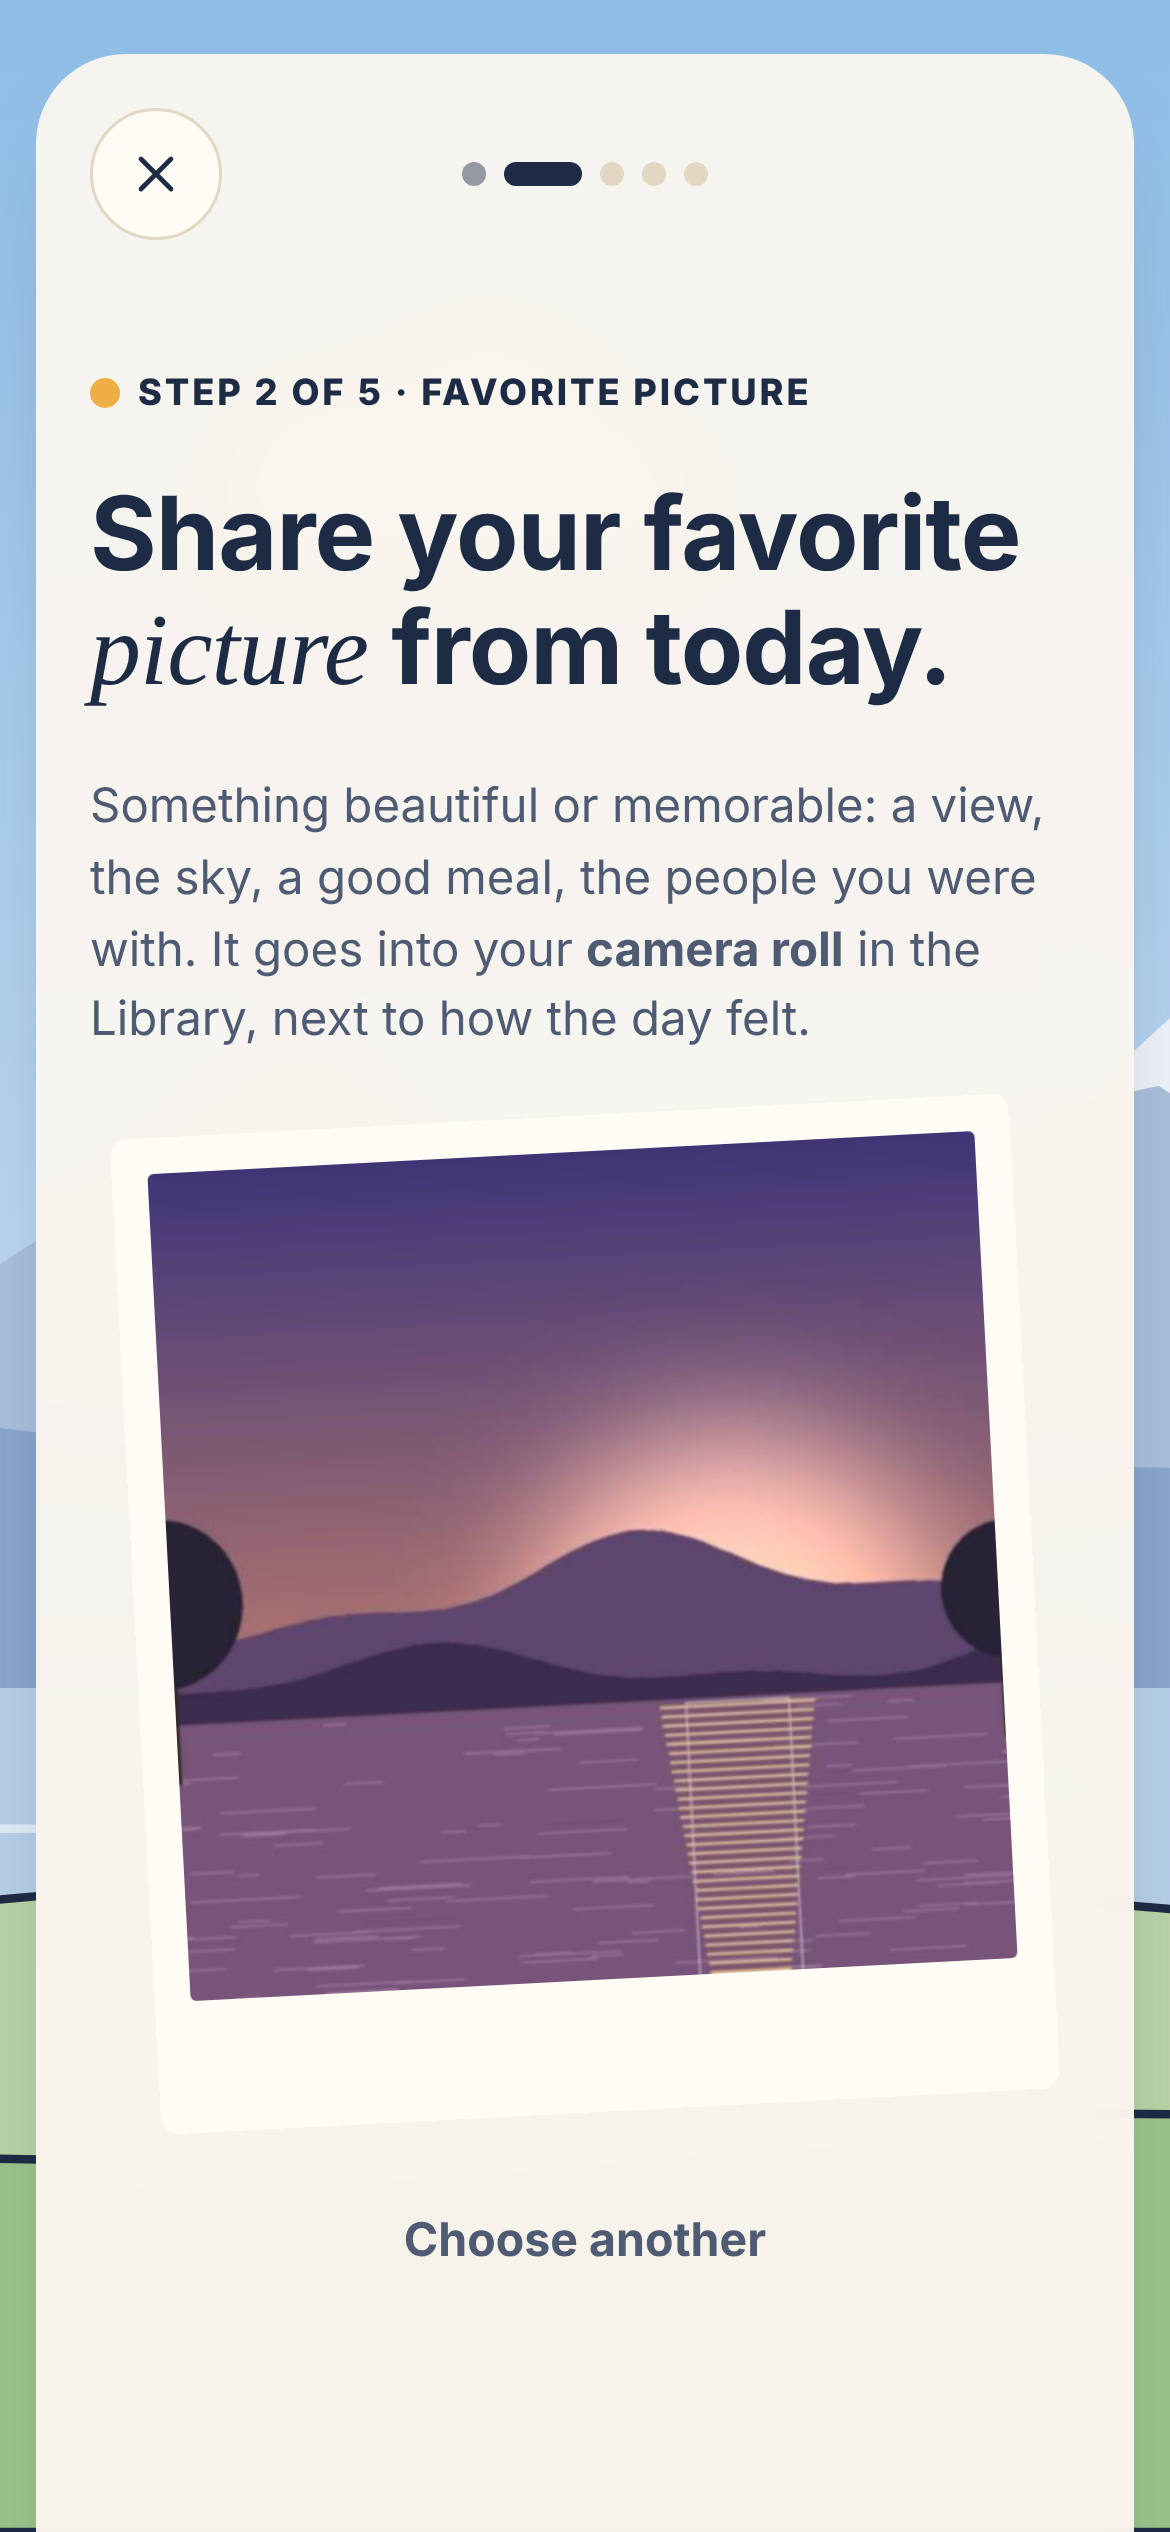 STEP 2 OF 5 · FAVORITE PICTURE
Share your favorite
picture from today.
Something beautiful or memorable: a view,
the sky, a good meal, the people you were
with. It goes into your camera roll in the
Library, next to how the day felt.
Choose another